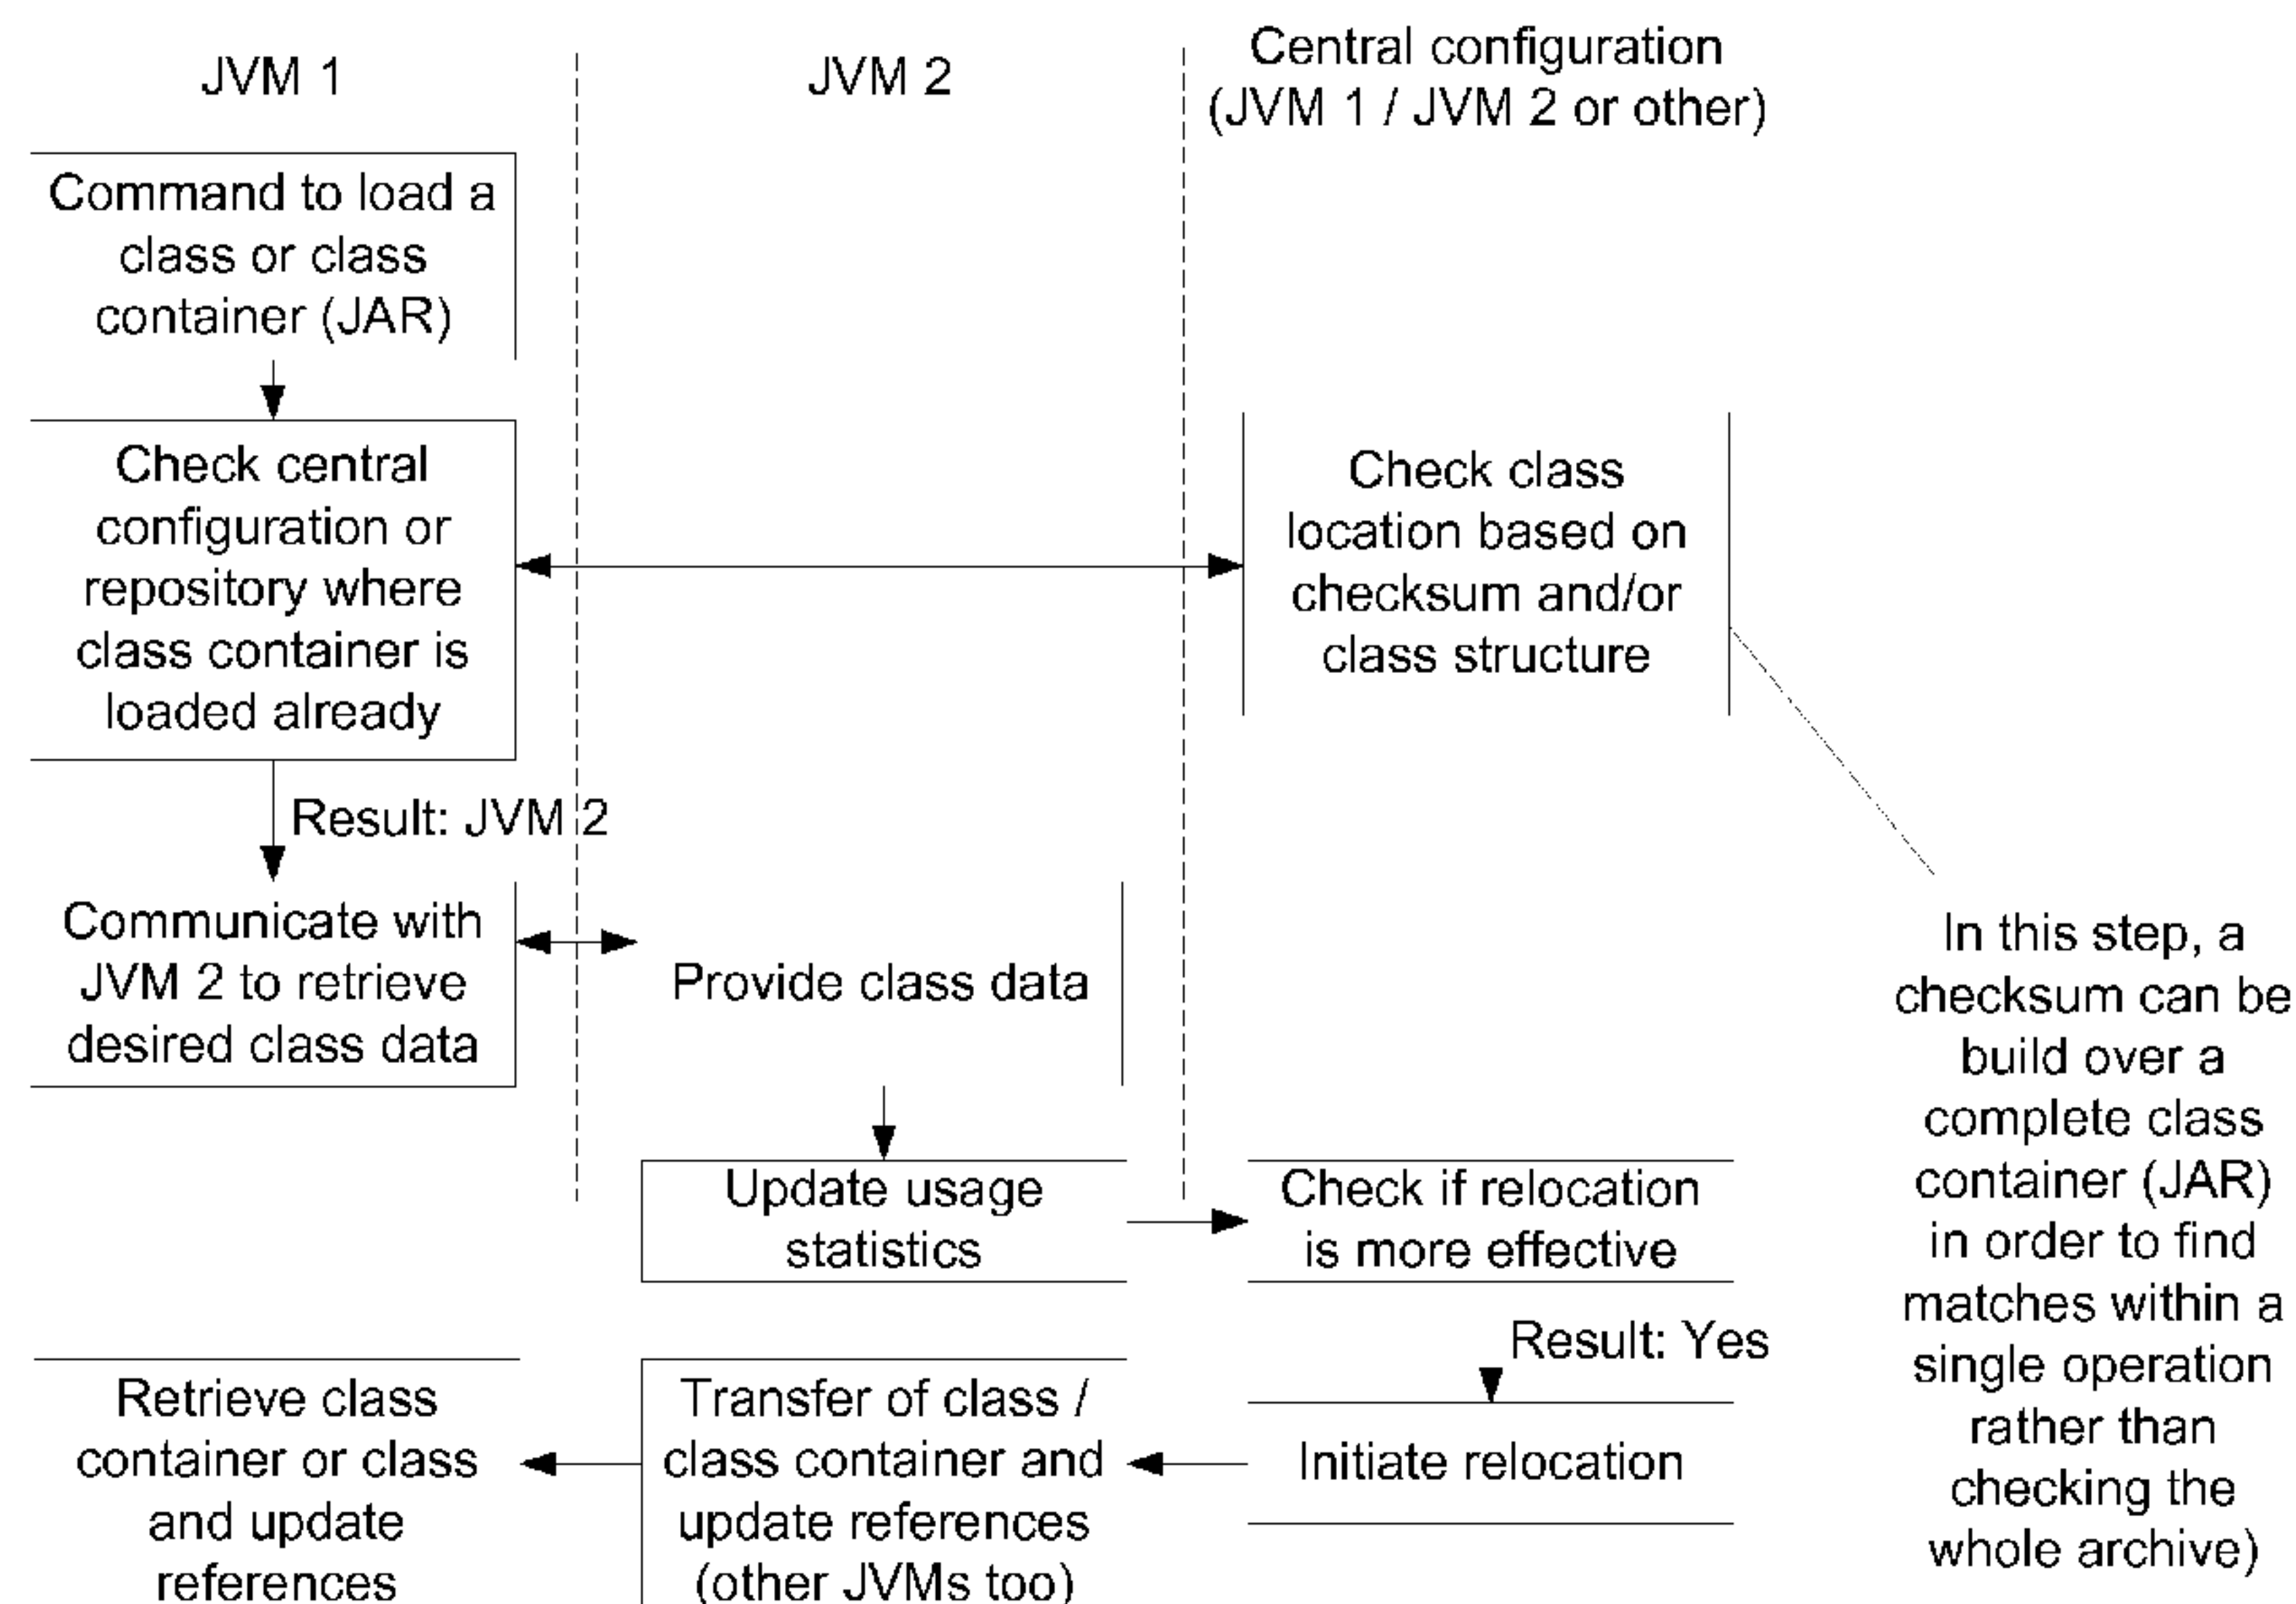 JVM 1
JVM 2
Central configuration
(JVM 1 / JVM 2 or other)
Command to load a
class or class
container (JAR)
Check central
configuration or
repository where
class container is
loaded already
Check class
location based on
checksum and/or
class structure
Result: JVM 2
Communicate with
JVM 2 to retrieve
desired class data
Provide class data
In this step, a
checksum can be
build over a
complete class
container (JAR)
in order to find
matches within a
single operation
rather than
checking the
whole archive)
Update usage
statistics
Check if relocation
is more effective
Result: Yes
Initiate relocation
Transfer of class /
class container and
update references
(other JVMs too)
Retrieve class
container or class
and update
references